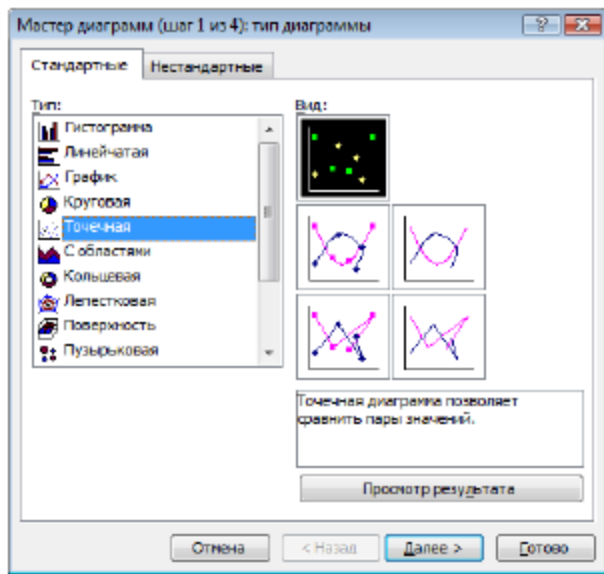 Мастер диаграмм (шаг 1 из 4): тип диаграммы
Стандартные
Нестандартные
Тип:
Гистограмма
Линейчатая
График
Круговая
Точечная
С областями
Кольцевая
Лепестковая
Поверхность
Пузырьковая
Вид:
Точечная диаграмма позволяет
сравнить пары значений.
Просмотр результата
Отмена
< Назад
Далее >
Готово